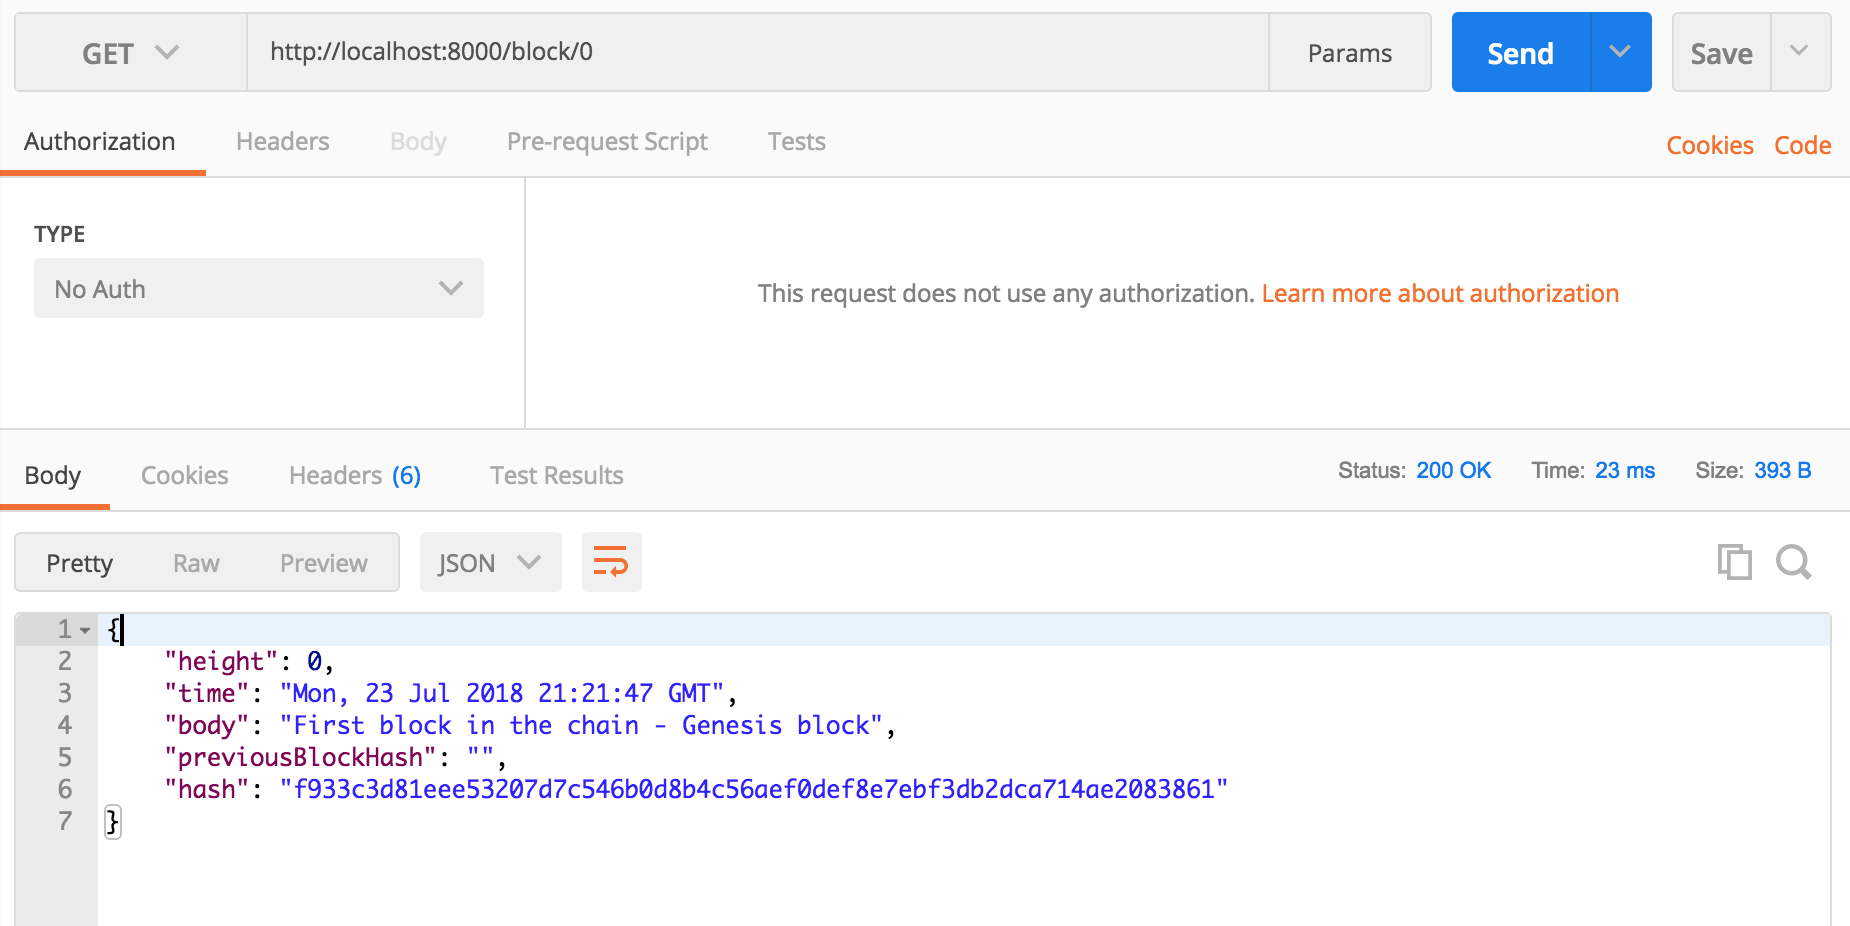 GET http://localhost:8000/block/0 Params Send Save
Authorization Headers Body Pre-request Script Tests Cookies Code
TYPE
No Auth
This request does not use any authorization. Learn more about authorization
Body Cookies Headers (6) Test Results Status: 200 OK Time: 23 ms Size: 393 B
Pretty Raw Preview JSON
1 {
2 "height": 0,
3 "time": "Mon, 23 Jul 2018 21:21:47 GMT",
4 "body": "First block in the chain - Genesis block",
5 "previousBlockHash": "",
6 "hash": "f933c3d81eee53207d7c546b0d8b4c56aef0def8e7ebf3db2dca714ae2083861"
7 }